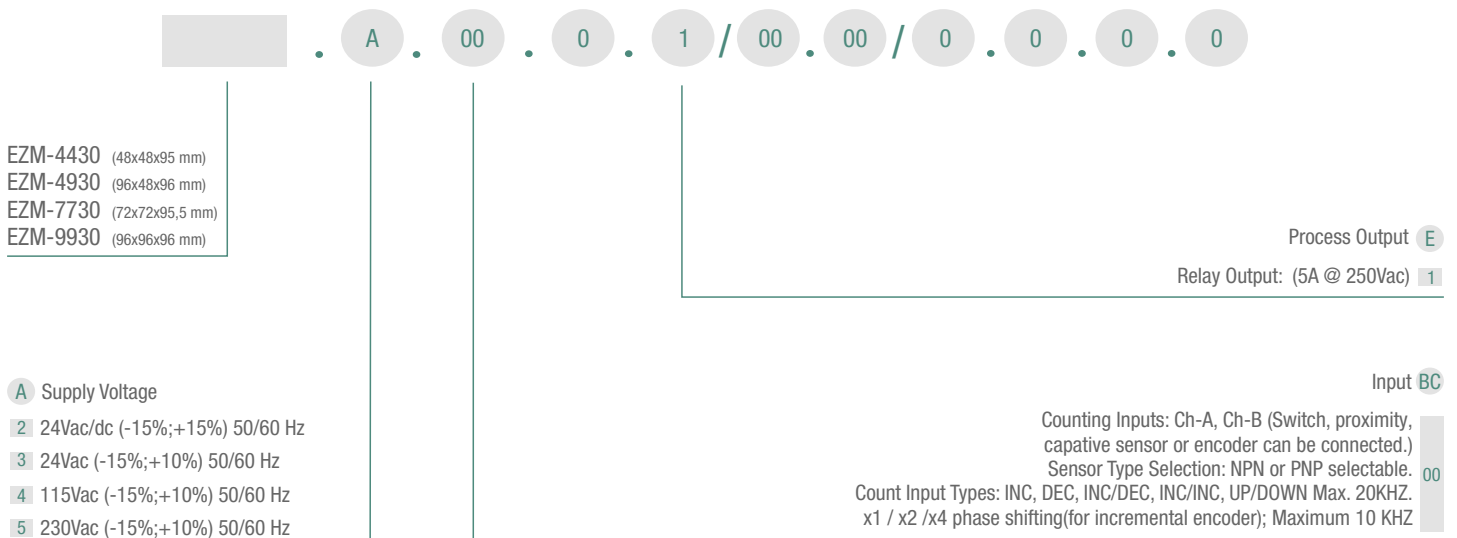 . A . 00 . 0 . 1 / 00 . 00 / 0 . 0 . 0 . 0
EZM-4430 (48x48x95 mm)
EZM-4930 (96x48x96 mm)
EZM-7730 (72x72x95,5 mm)
EZM-9930 (96x96x96 mm)
Process Output E
Relay Output: (5A @ 250Vac) 1
A Supply Voltage
2 24Vac/dc (-15%;+15%) 50/60 Hz
3 24Vac (-15%;+10%) 50/60 Hz
4 115Vac (-15%;+10%) 50/60 Hz
5 230Vac (-15%;+10%) 50/60 Hz
Input BC
Counting Inputs: Ch-A, Ch-B (Switch, proximity,
capative sensor or encoder can be connected.)
Sensor Type Selection: NPN or PNP selectable. 00
Count Input Types: INC, DEC, INC/DEC, INC/INC, UP/DOWN Max. 20KHZ.
x1 / x2 /x4 phase shifting(for incremental encoder); Maximum 10 KHZ